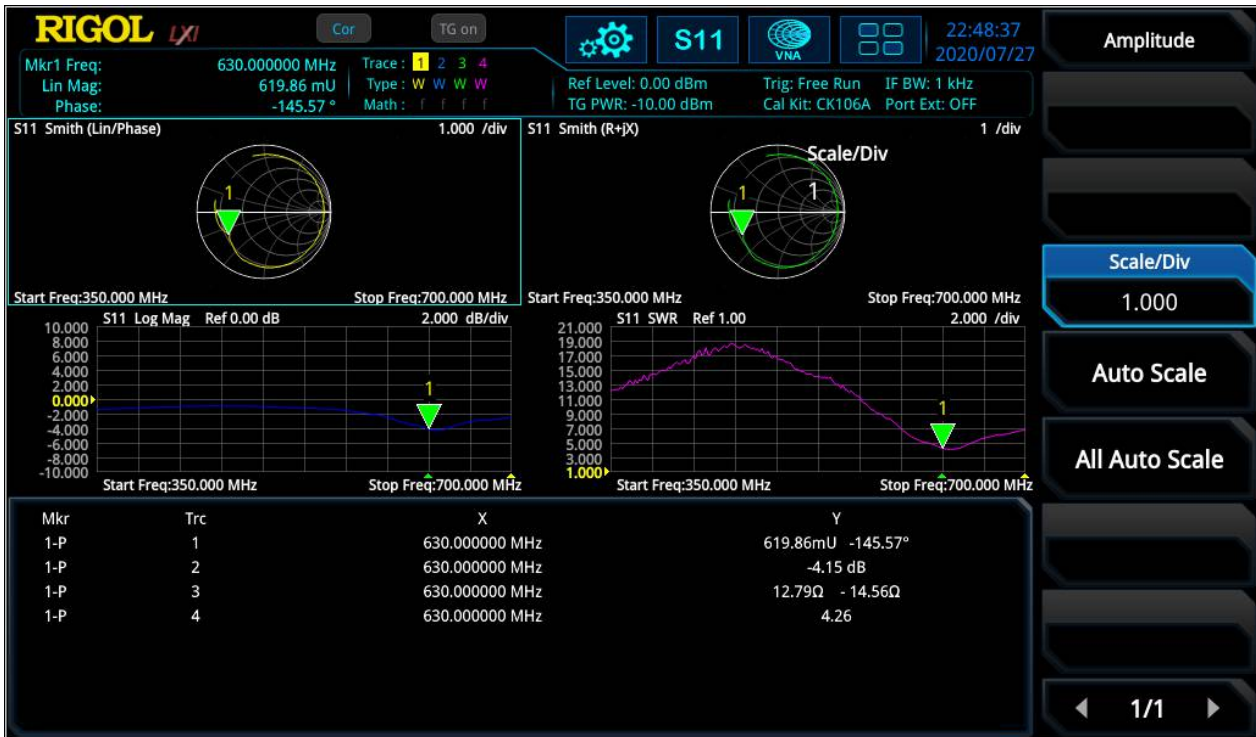 RIGOL LXI Cor TG on S11 VNA 22:48:37
2020/07/27
Mkr1 Freq: 630.000000 MHz
Lin Mag: 619.86 mU
Phase: -145.57 °
Trace : 1 2 3 4
Type : W W W W
Math : f f f f
Ref Level: 0.00 dBm Trig: Free Run IF BW: 1 kHz
TG PWR: -10.00 dBm Cal Kit: CK106A Port Ext: OFF
S11 Smith (Lin/Phase) 1.000 /div
1
Start Freq:350.000 MHz Stop Freq:700.000 MHz
S11 Smith (R+jX) 1 /div
Scale/Div
1
1
Start Freq:350.000 MHz Stop Freq:700.000 MHz
S11 Log Mag Ref 0.00 dB 2.000 dB/div
10.000
8.000
6.000
4.000
2.000
0.000
-2.000
-4.000
-6.000
-8.000
-10.000
1
Start Freq:350.000 MHz Stop Freq:700.000 MHz
S11 SWR Ref 1.00 2.000 /div
21.000
19.000
17.000
15.000
13.000
11.000
9.000
7.000
5.000
3.000
1.000
1
Start Freq:350.000 MHz Stop Freq:700.000 MHz
Mkr Trc X Y
1-P 1 630.000000 MHz 619.86mU -145.57°
1-P 2 630.000000 MHz -4.15 dB
1-P 3 630.000000 MHz 12.79Ω - 14.56Ω
1-P 4 630.000000 MHz 4.26
Amplitude
Scale/Div
1.000
Auto Scale
All Auto Scale
1/1